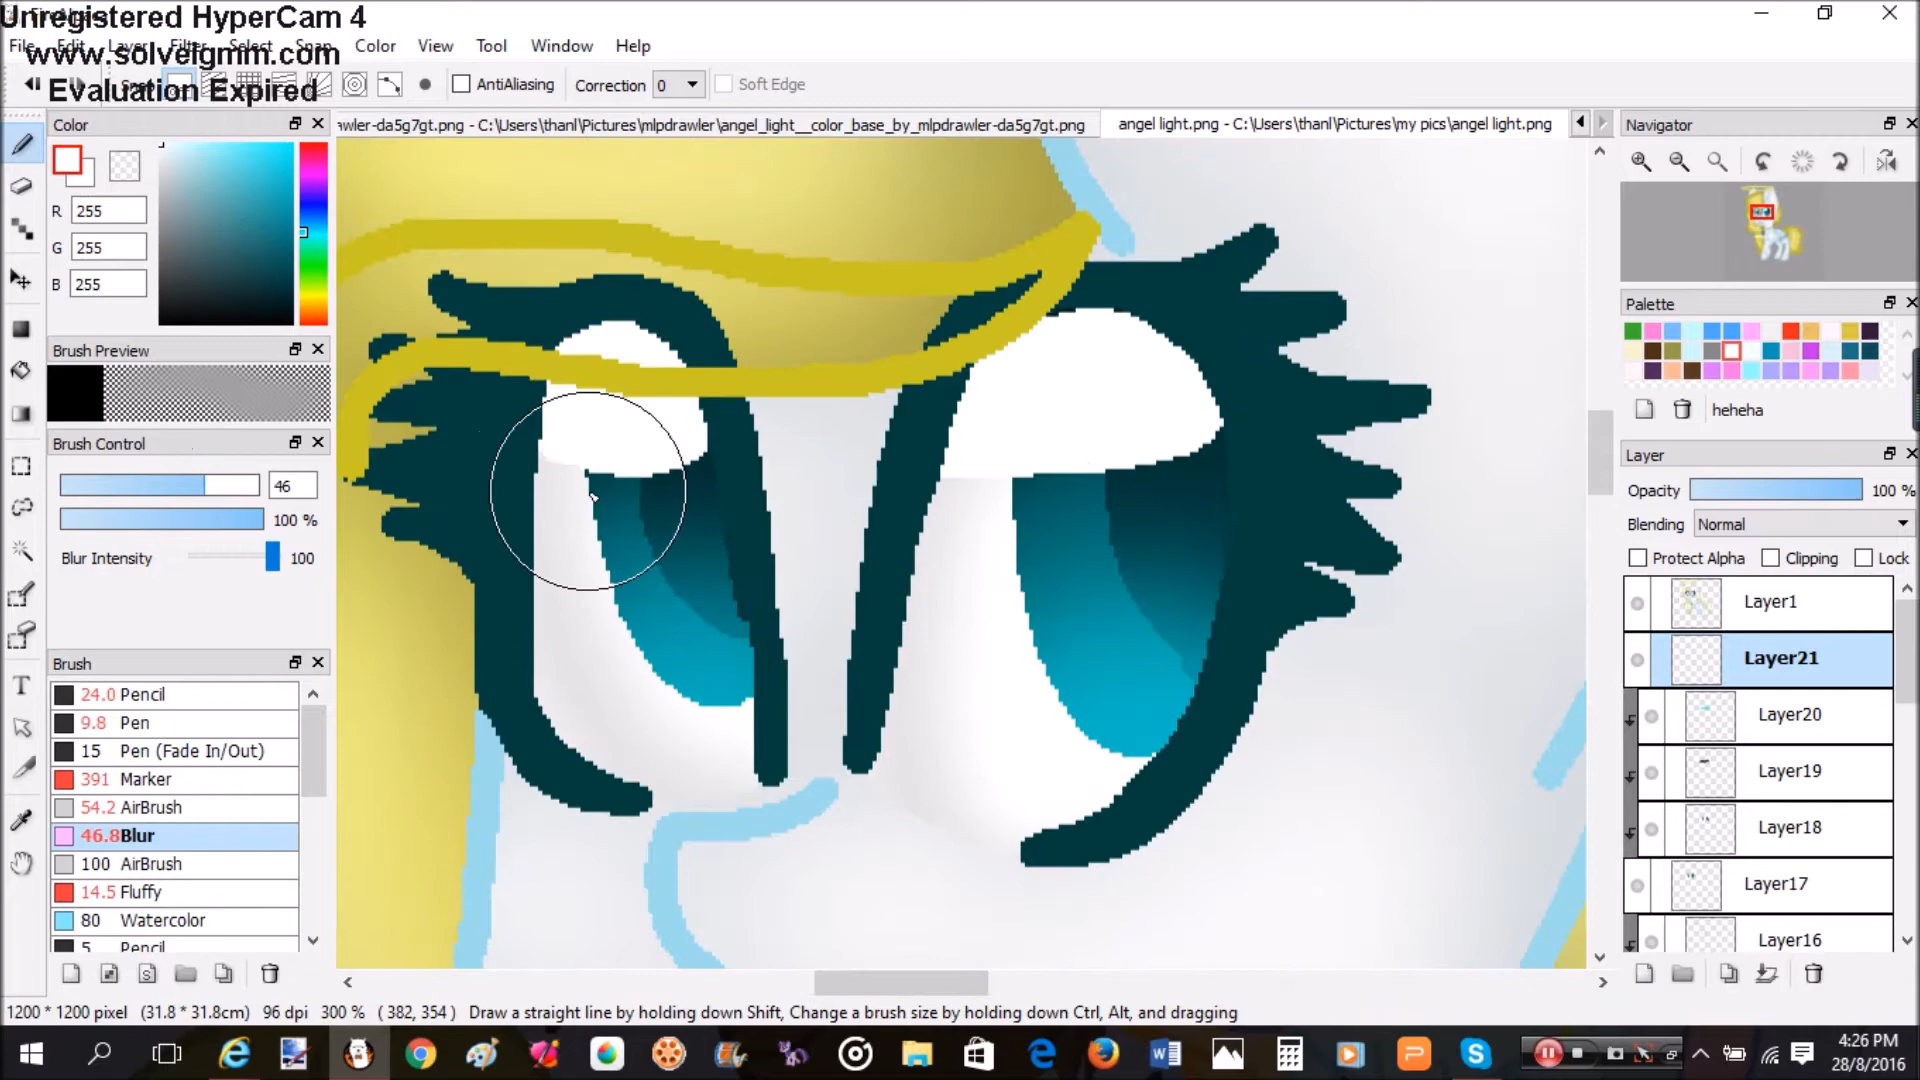 Unregistered HyperCam 4
www.solveigmm.com
Evaluation Expired
File Edit Layer Filter Select Snap Color View Tool Window Help
Snap AntiAliasing Correction 0 Soft Edge
Color
awler-da5g7gt.png - C:\Users\thanl\Pictures\mlpdrawler\angel_light__color_base_by_mlpdrawler-da5g7gt.png
angel light.png - C:\Users\thanl\Pictures\my pics\angel light.png
Navigator
R 255
G 255
B 255
Brush Preview
Brush Control
46
100 %
Blur Intensity 100
Brush
24.0 Pencil
9.8 Pen
15 Pen (Fade In/Out)
391 Marker
54.2 AirBrush
46.8 Blur
100 AirBrush
14.5 Fluffy
80 Watercolor
5 Pencil
Palette
heheha
Layer
Opacity 100 %
Blending Normal
Protect Alpha Clipping Lock
Layer1
Layer21
Layer20
Layer19
Layer18
Layer17
Layer16
1200 * 1200 pixel (31.8 * 31.8cm) 96 dpi 300 % ( 382, 354 ) Draw a straight line by holding down Shift, Change a brush size by holding down Ctrl, Alt, and dragging
4:26 PM
28/8/2016